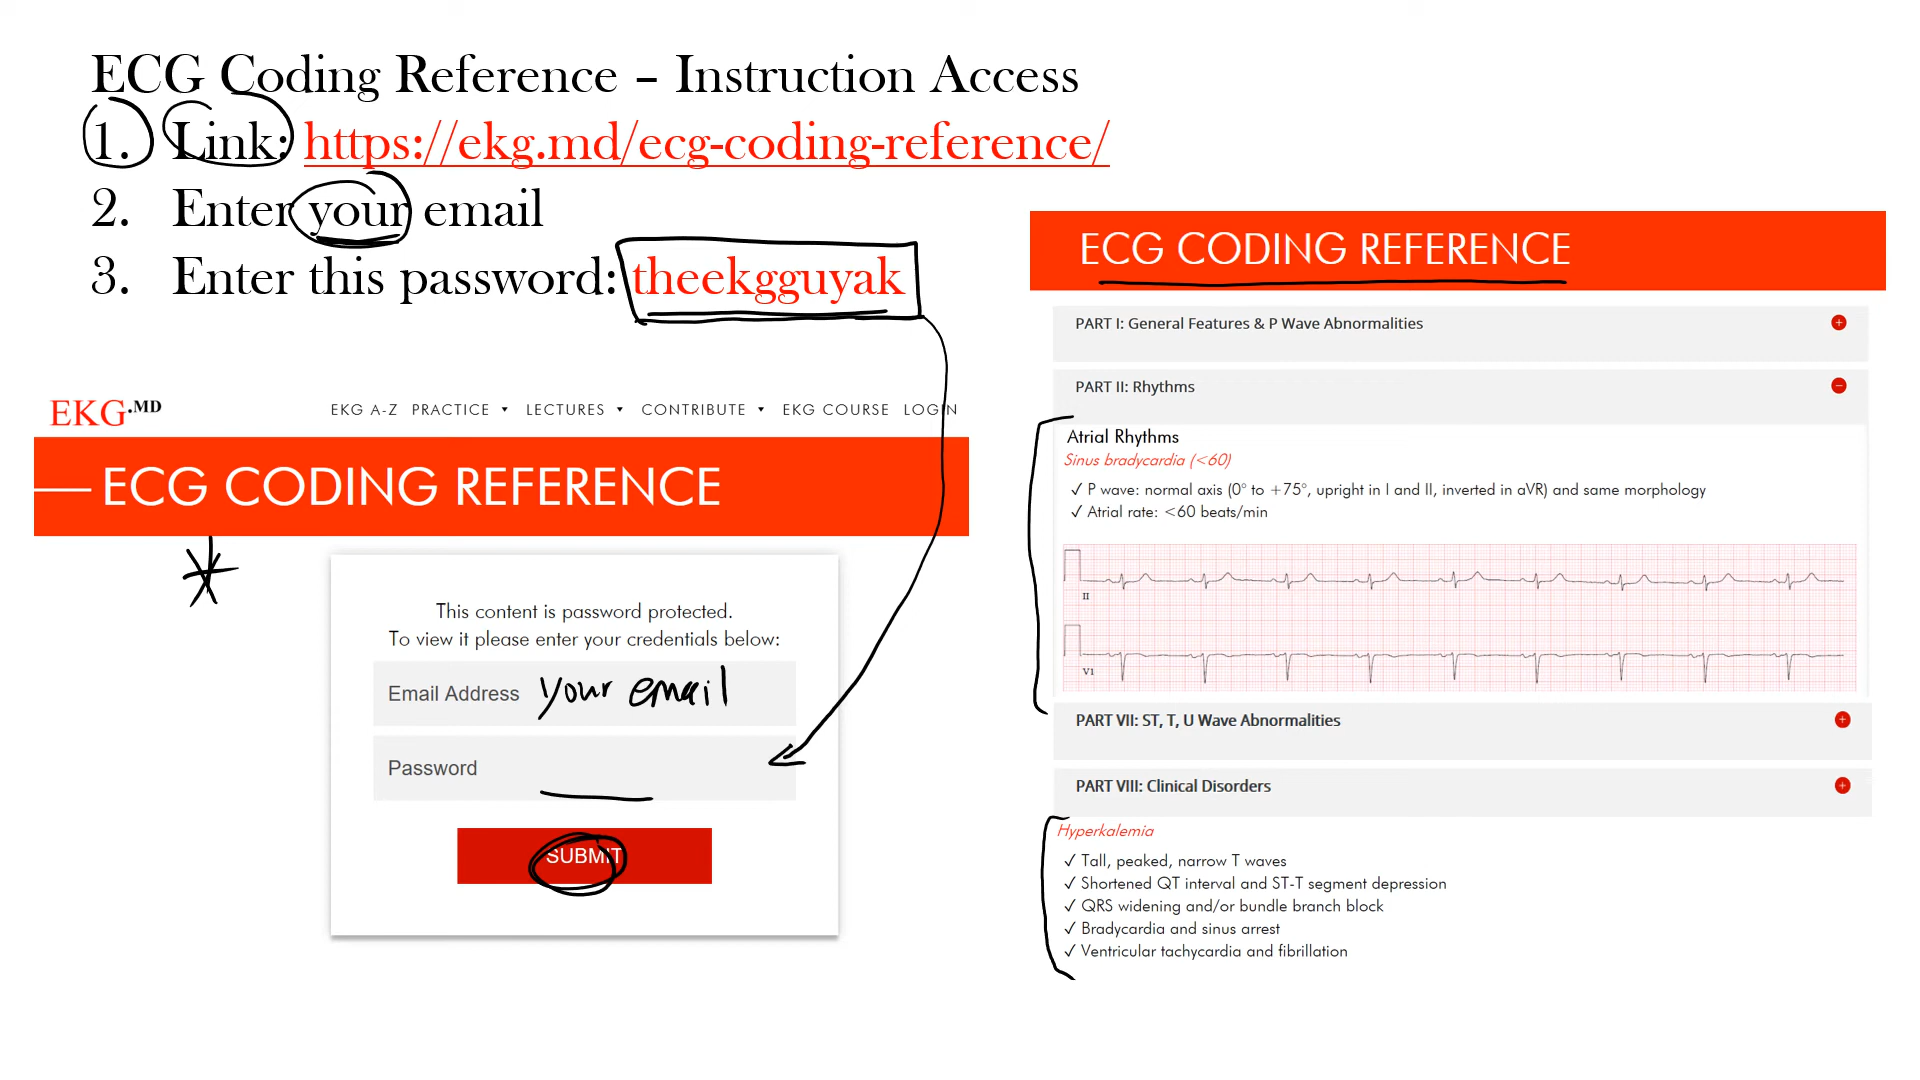 ECG Coding Reference – Instruction Access
1. Link: https://ekg.md/ecg-coding-reference/
2. Enter your email
3. Enter this password: theekgguyak
EKG.MD
EKG A-Z PRACTICE ▾ LECTURES ▾ CONTRIBUTE ▾ EKG COURSE LOGIN
ECG CODING REFERENCE
This content is password protected.
To view it please enter your credentials below:
Email Address your email
Password
SUBMIT
ECG CODING REFERENCE
PART I: General Features & P Wave Abnormalities
PART II: Rhythms
Atrial Rhythms
Sinus bradycardia (<60)
✓ P wave: normal axis (0° to +75°, upright in I and II, inverted in aVR) and same morphology
✓ Atrial rate: <60 beats/min
II
V1
PART VII: ST, T, U Wave Abnormalities
PART VIII: Clinical Disorders
Hyperkalemia
✓ Tall, peaked, narrow T waves
✓ Shortened QT interval and ST-T segment depression
✓ QRS widening and/or bundle branch block
✓ Bradycardia and sinus arrest
✓ Ventricular tachycardia and fibrillation